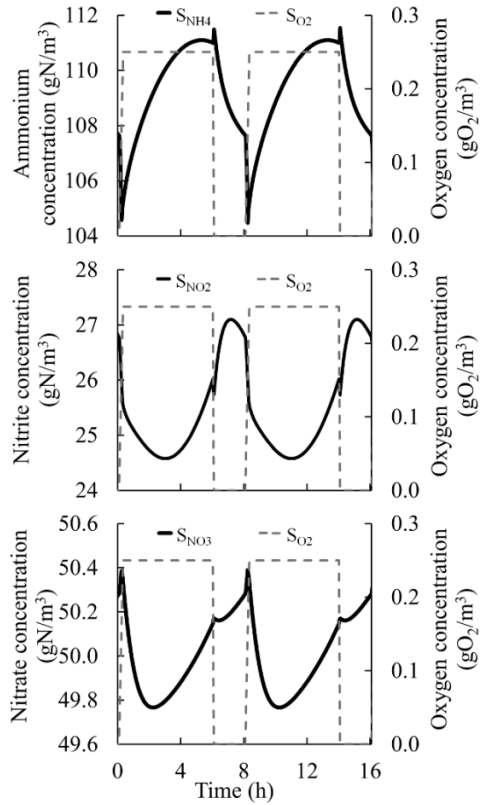 S_NH4 S_O2
Ammonium
concentration (gN/m³)
112
110
108
106
104
0.3
0.2
0.1
0.0
Oxygen concentration
(gO₂/m³)
S_NO2 S_O2
Nitrite concentration
(gN/m³)
28
27
26
25
24
0.3
0.2
0.1
0.0
Oxygen concentration
(gO₂/m³)
S_NO3 S_O2
Nitrate concentration
(gN/m³)
50.6
50.4
50.2
50.0
49.8
49.6
0.3
0.2
0.1
0.0
Oxygen concentration
(gO₂/m³)
0 4 8 12 16
Time (h)